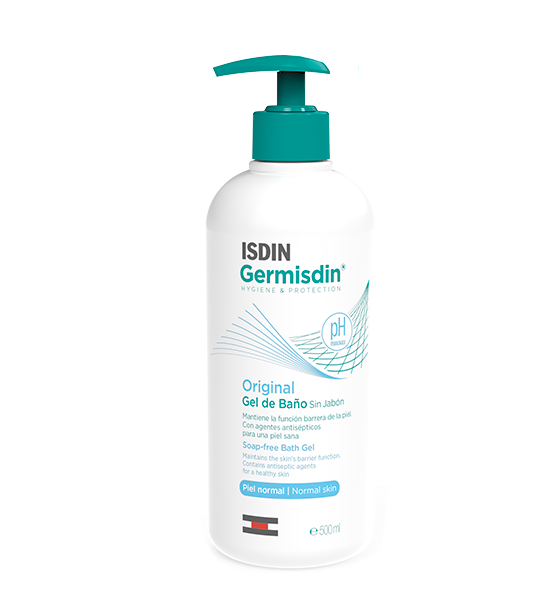 ISDIN
Germisdin®
HYGIENE & PROTECTION
pH
Original
Gel de Baño Sin Jabón
Mantiene la función barrera de la piel.
Con agentes antisépticos
para una piel sana
Soap-free Bath Gel
Maintains the skin's barrier function.
Contains antiseptic agents
for a healthy skin
Piel normal | Normal skin
℮ 500 ml